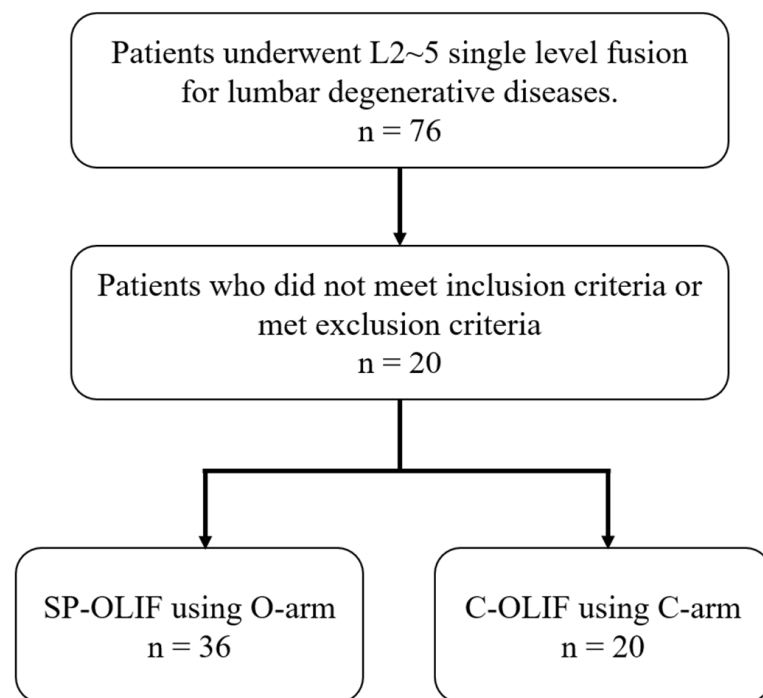 Patients underwent L2~5 single level fusion
for lumbar degenerative diseases.
n = 76
Patients who did not meet inclusion criteria or
met exclusion criteria
n = 20
SP-OLIF using O-arm
n = 36
C-OLIF using C-arm
n = 20